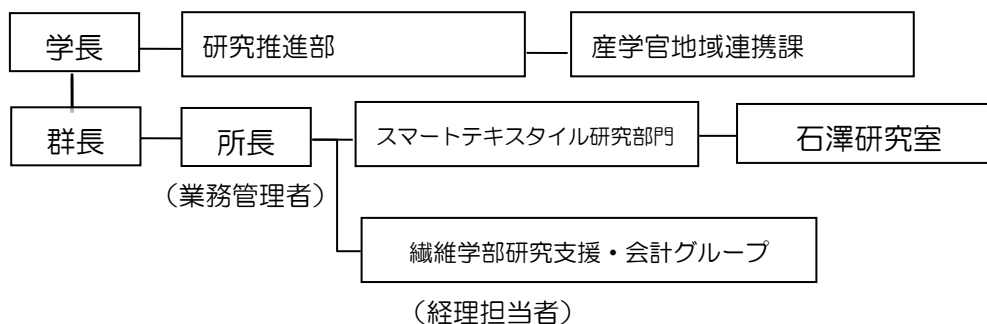 学長
研究推進部
産学官地域連携課
群長
所長
スマートテキスタイル研究部門
石澤研究室
（業務管理者）
繊維学部研究支援・会計グループ
（経理担当者）